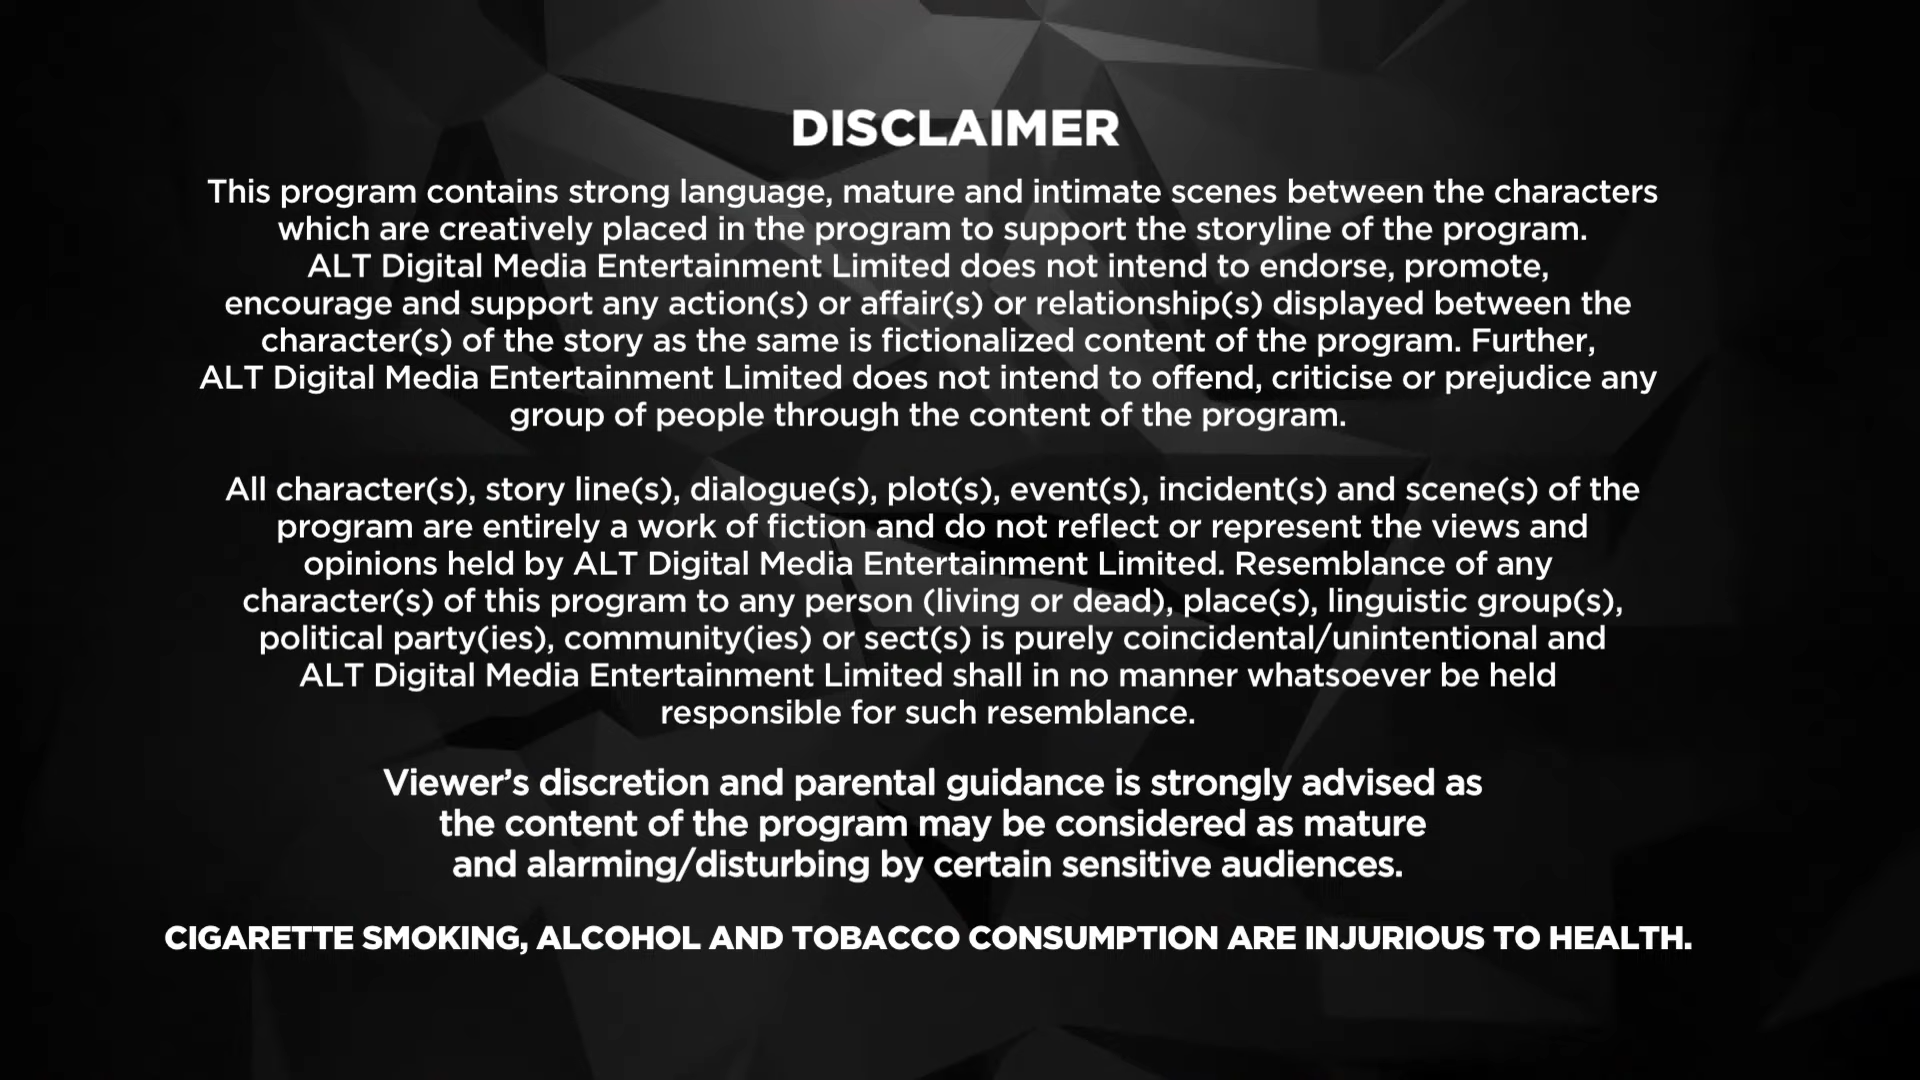 DISCLAIMER
This program contains strong language, mature and intimate scenes between the characters
which are creatively placed in the program to support the storyline of the program.
ALT Digital Media Entertainment Limited does not intend to endorse, promote,
encourage and support any action(s) or affair(s) or relationship(s) displayed between the
character(s) of the story as the same is fictionalized content of the program. Further,
ALT Digital Media Entertainment Limited does not intend to offend, criticise or prejudice any
group of people through the content of the program.
All character(s), story line(s), dialogue(s), plot(s), event(s), incident(s) and scene(s) of the
program are entirely a work of fiction and do not reflect or represent the views and
opinions held by ALT Digital Media Entertainment Limited. Resemblance of any
character(s) of this program to any person (living or dead), place(s), linguistic group(s),
political party(ies), community(ies) or sect(s) is purely coincidental/unintentional and
ALT Digital Media Entertainment Limited shall in no manner whatsoever be held
responsible for such resemblance.
Viewer’s discretion and parental guidance is strongly advised as
the content of the program may be considered as mature
and alarming/disturbing by certain sensitive audiences.
CIGARETTE SMOKING, ALCOHOL AND TOBACCO CONSUMPTION ARE INJURIOUS TO HEALTH.